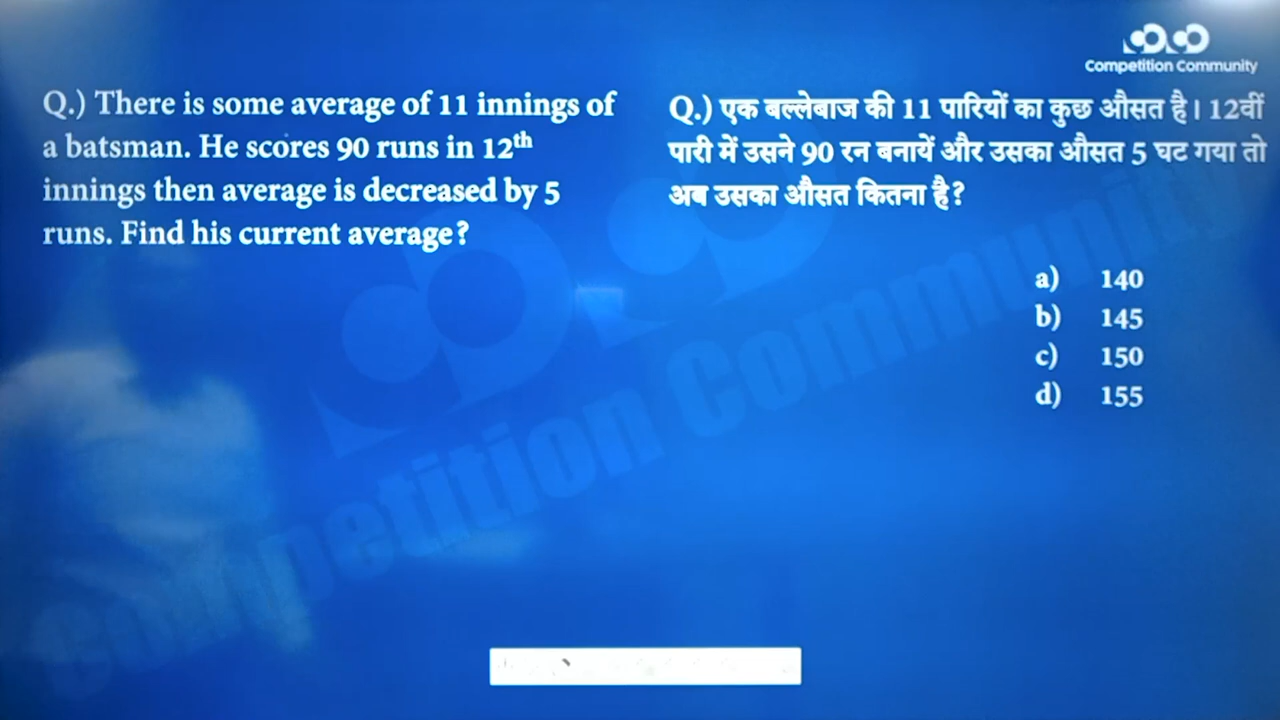 Competition Community
Q.) There is some average of 11 innings of
a batsman. He scores 90 runs in 12th
innings then average is decreased by 5
runs. Find his current average?
Q.) एक बल्लेबाज की 11 पारियों का कुछ औसत है। 12वीं
पारी में उसने 90 रन बनायें और उसका औसत 5 घट गया तो
अब उसका औसत कितना है?
a) 140
b) 145
c) 150
d) 155
Competition Community